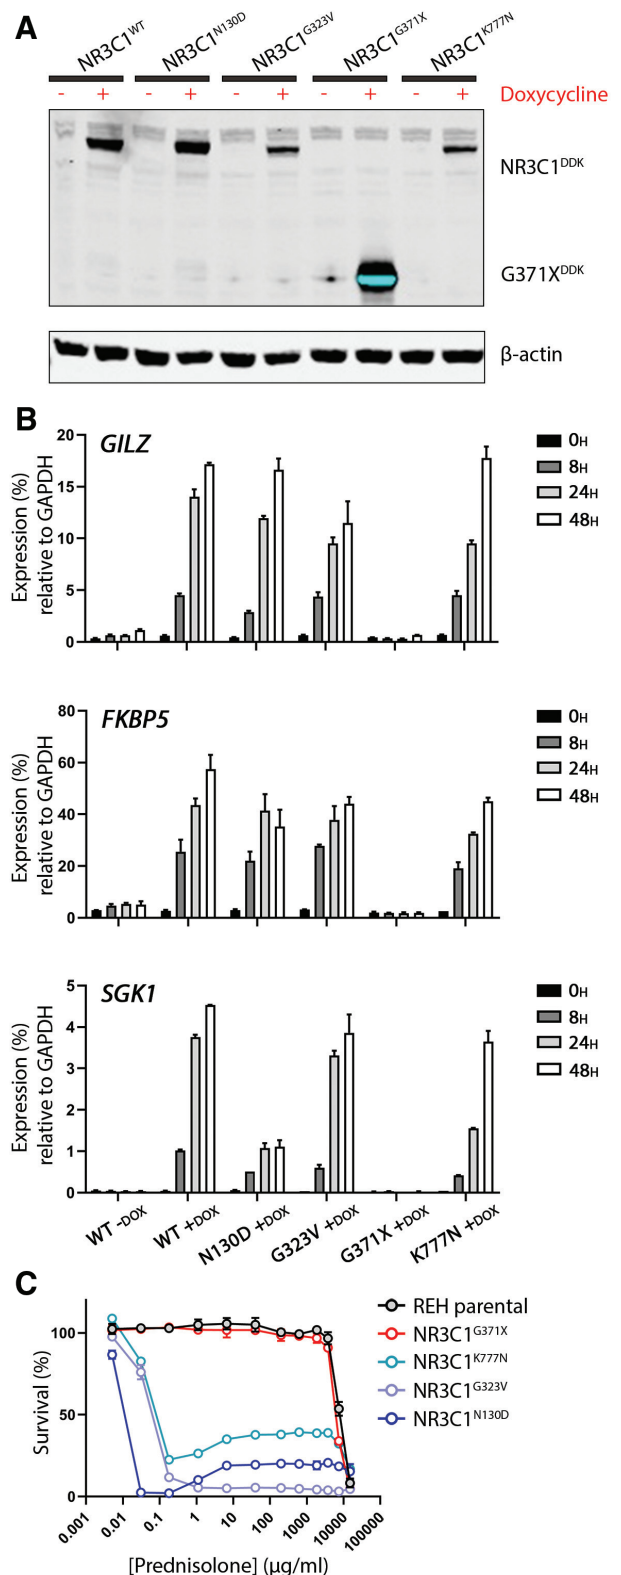 A
NR3C1WT NR3C1N130D NR3C1G323V NR3C1G371X NR3C1K777N
- + - + - + - + - + Doxycycline
NR3C1DDK
G371XDDK
β-actin
B
GILZ
Expression (%)
relative to GAPDH
20
15
10
5
0
0H
8H
24H
48H
FKBP5
Expression (%)
relative to GAPDH
80
60
40
20
0
0H
8H
24H
48H
SGK1
Expression (%)
relative to GAPDH
5
4
3
2
1
0
0H
8H
24H
48H
WT -DOX
WT +DOX
N130D +DOX
G323V +DOX
G371X +DOX
K777N +DOX
C
Survival (%)
100
50
0
0.001 0.01 0.1 1 10 100 1000 10000 100000
[Prednisolone] (μg/ml)
REH parental
NR3C1G371X
NR3C1K777N
NR3C1G323V
NR3C1N130D